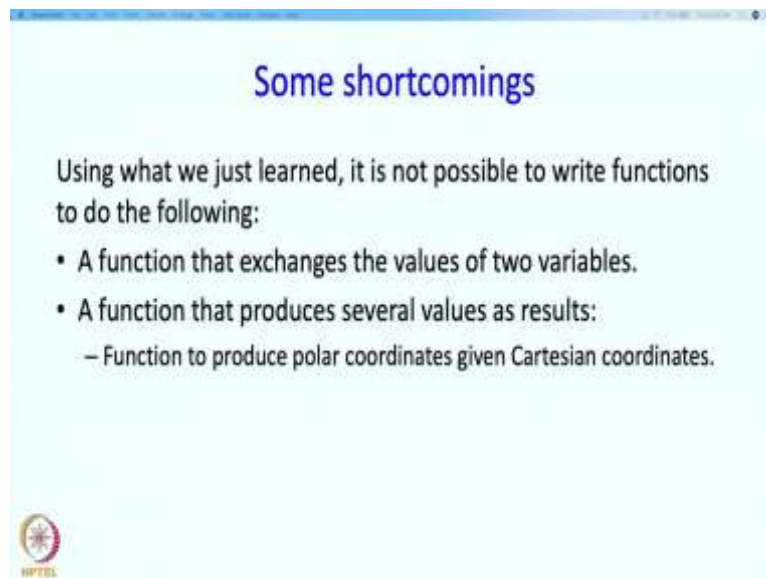 Some shortcomings
Using what we just learned, it is not possible to write functions
to do the following:
• A function that exchanges the values of two variables.
• A function that produces several values as results:
– Function to produce polar coordinates given Cartesian coordinates.
NPTEL